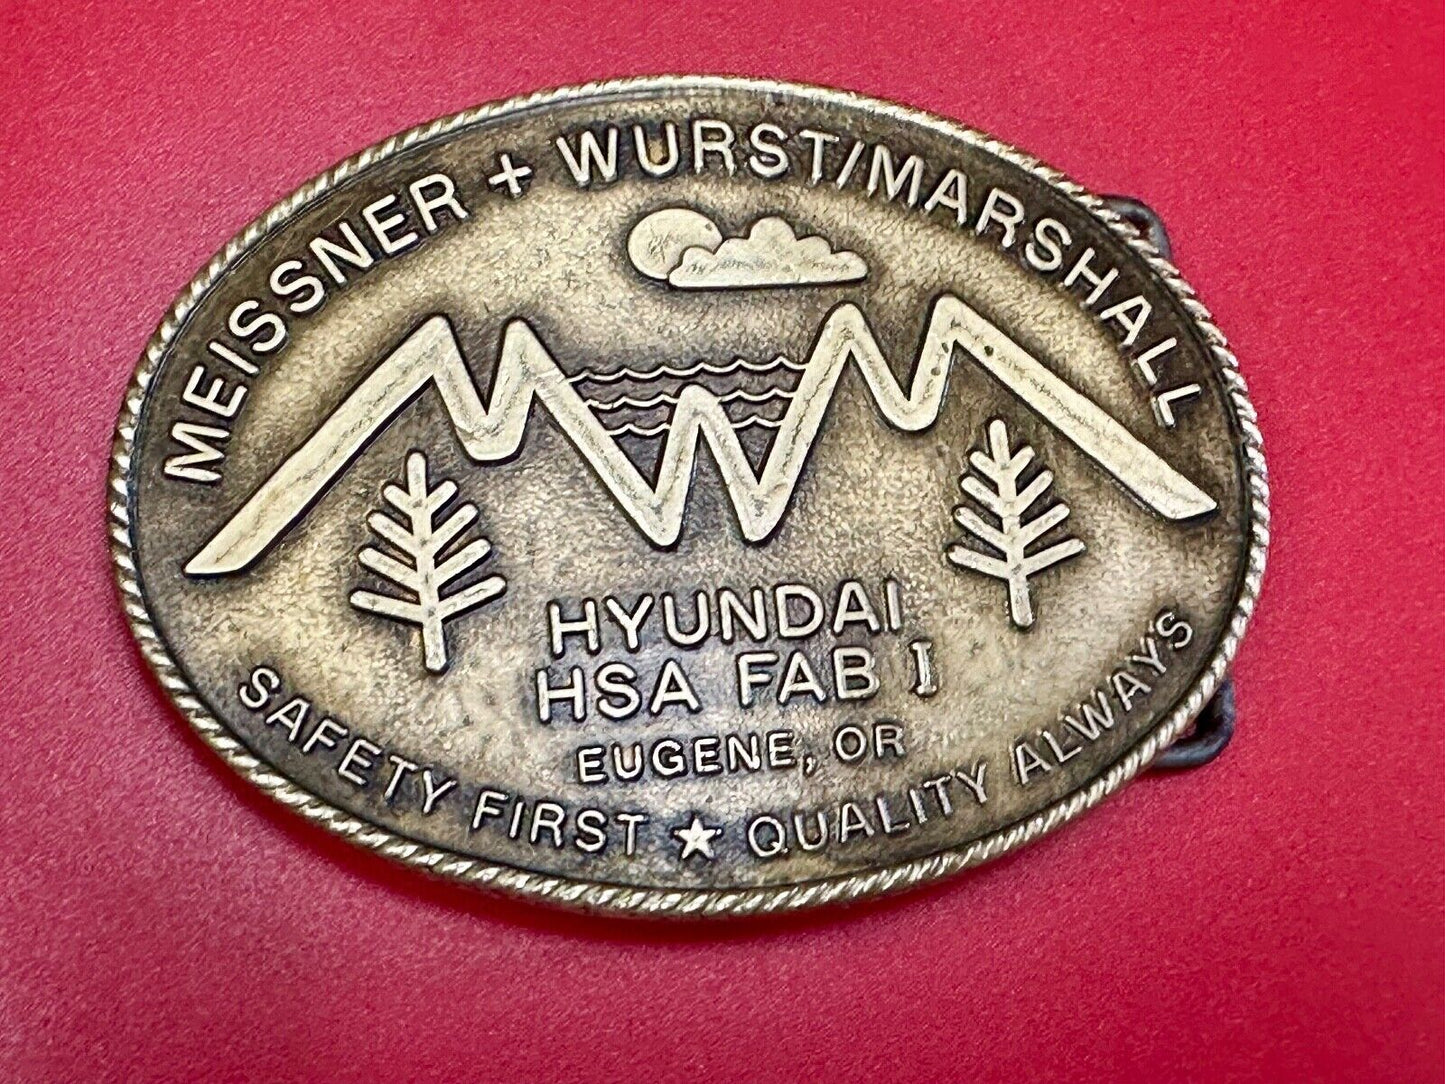 MEISSNER + WURST/MARSHALL
HYUNDAI
HSA FAB I
EUGENE, OR
SAFETY FIRST ★ QUALITY ALWAYS